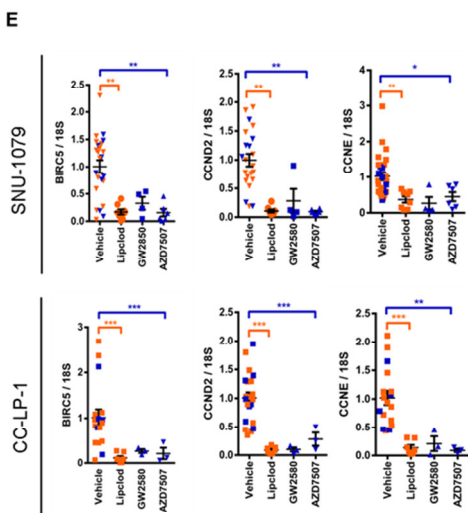 E
SNU-1079
**
**
BIRC5 / 18S
2.5
2.0
1.5
1.0
0.5
0.0
Vehicle
Lipclod
GW2850
AZD7507
**
**
CCND2 / 18S
2.5
2.0
1.5
1.0
0.5
0.0
Vehicle
Lipclod
GW2580
AZD7507
*
**
CCNE / 18S
4
3
2
1
0
Vehicle
Lipclod
GW2580
AZD7507
CC-LP-1
***
***
BIRC5 / 18S
3
2
1
0
Vehicle
Lipclod
GW2580
AZD7507
***
***
CCND2 / 18S
2.5
2.0
1.5
1.0
0.5
0.0
Vehicle
Lipclod
GW2580
AZD7507
**
***
CCNE / 18S
2.5
2.0
1.5
1.0
0.5
0.0
Vehicle
Lipclod
GW2580
AZD7507